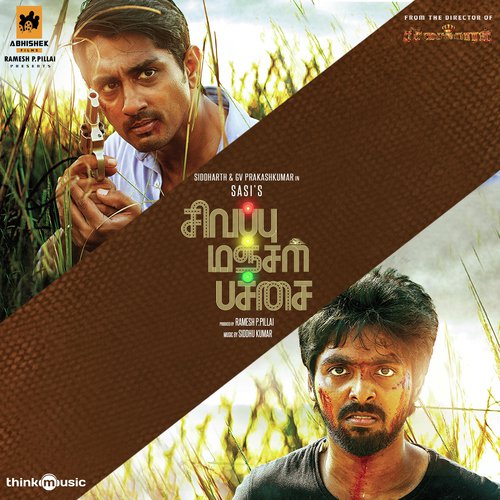 ABHISHEK
FILMS
RAMESH P.PILLAI
PRESENTS
FROM THE DIRECTOR OF
பிச்சைக்காரன்
SIDDHARTH & GV PRAKASHKUMAR IN
SASI'S
சிவப்பு
மஞ்சள்
பச்சை
PRODUCED BY RAMESH P.PILLAI
MUSIC BY SIDDHU KUMAR
think music